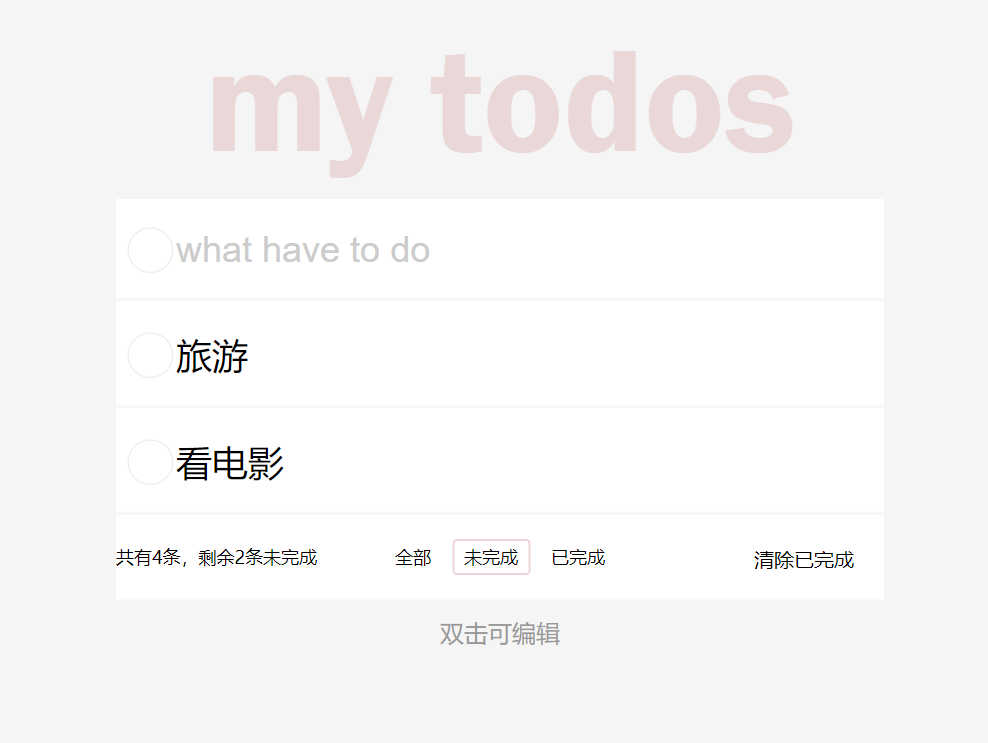 my todos
what have to do
旅游
看电影
共有4条，剩余2条未完成 全部 未完成 已完成 清除已完成
双击可编辑